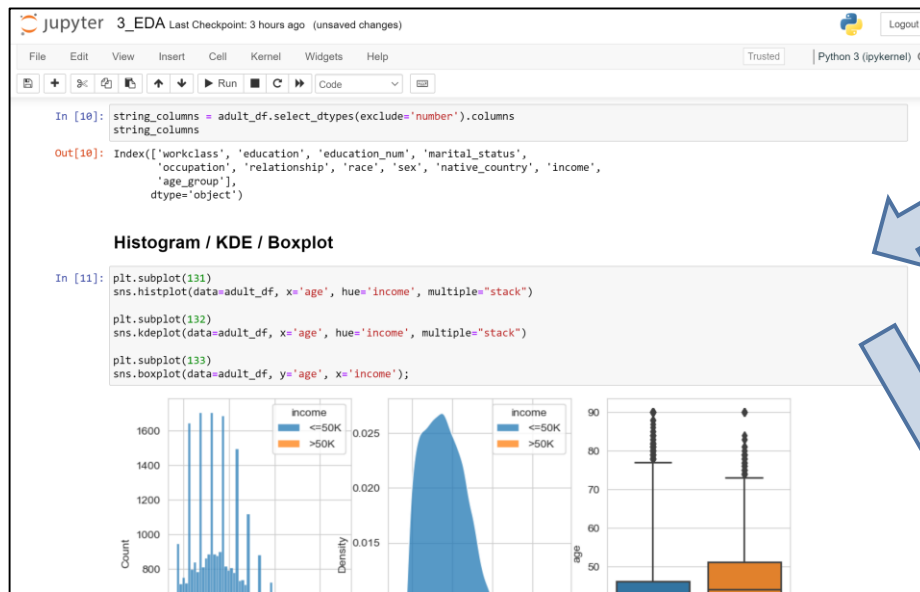 jupyter 3_EDA Last Checkpoint: 3 hours ago (unsaved changes) Logout
File Edit View Insert Cell Kernel Widgets Help Trusted Python 3 (ipykernel)
Run Code
In [10]: string_columns = adult_df.select_dtypes(exclude='number').columns
string_columns
Out[10]: Index(['workclass', 'education', 'education_num', 'marital_status',
'occupation', 'relationship', 'race', 'sex', 'native_country', 'income',
'age_group'],
dtype='object')
Histogram / KDE / Boxplot
In [11]: plt.subplot(131)
sns.histplot(data=adult_df, x='age', hue='income', multiple="stack")
plt.subplot(132)
sns.kdeplot(data=adult_df, x='age', hue='income', multiple="stack")
plt.subplot(133)
sns.boxplot(data=adult_df, y='age', x='income');
1600
1400
1200
1000
800
Count
income
<=50K
>50K
0.025
0.020
0.015
Density
income
<=50K
>50K
90
80
70
60
50
age